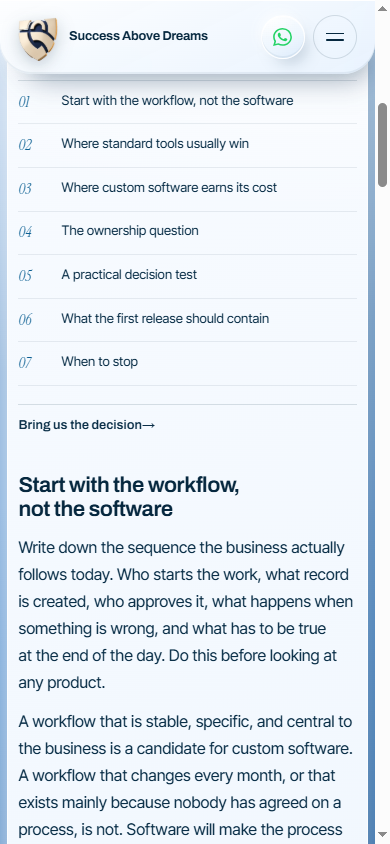 Success Above Dreams
01 Start with the workflow, not the software
02 Where standard tools usually win
03 Where custom software earns its cost
04 The ownership question
05 A practical decision test
06 What the first release should contain
07 When to stop
Bring us the decision→
Start with the workflow,
not the software
Write down the sequence the business actually
follows today. Who starts the work, what record
is created, who approves it, what happens when
something is wrong, and what has to be true
at the end of the day. Do this before looking at
any product.
A workflow that is stable, specific, and central to
the business is a candidate for custom software.
A workflow that changes every month, or that
exists mainly because nobody has agreed on a
process, is not. Software will make the process